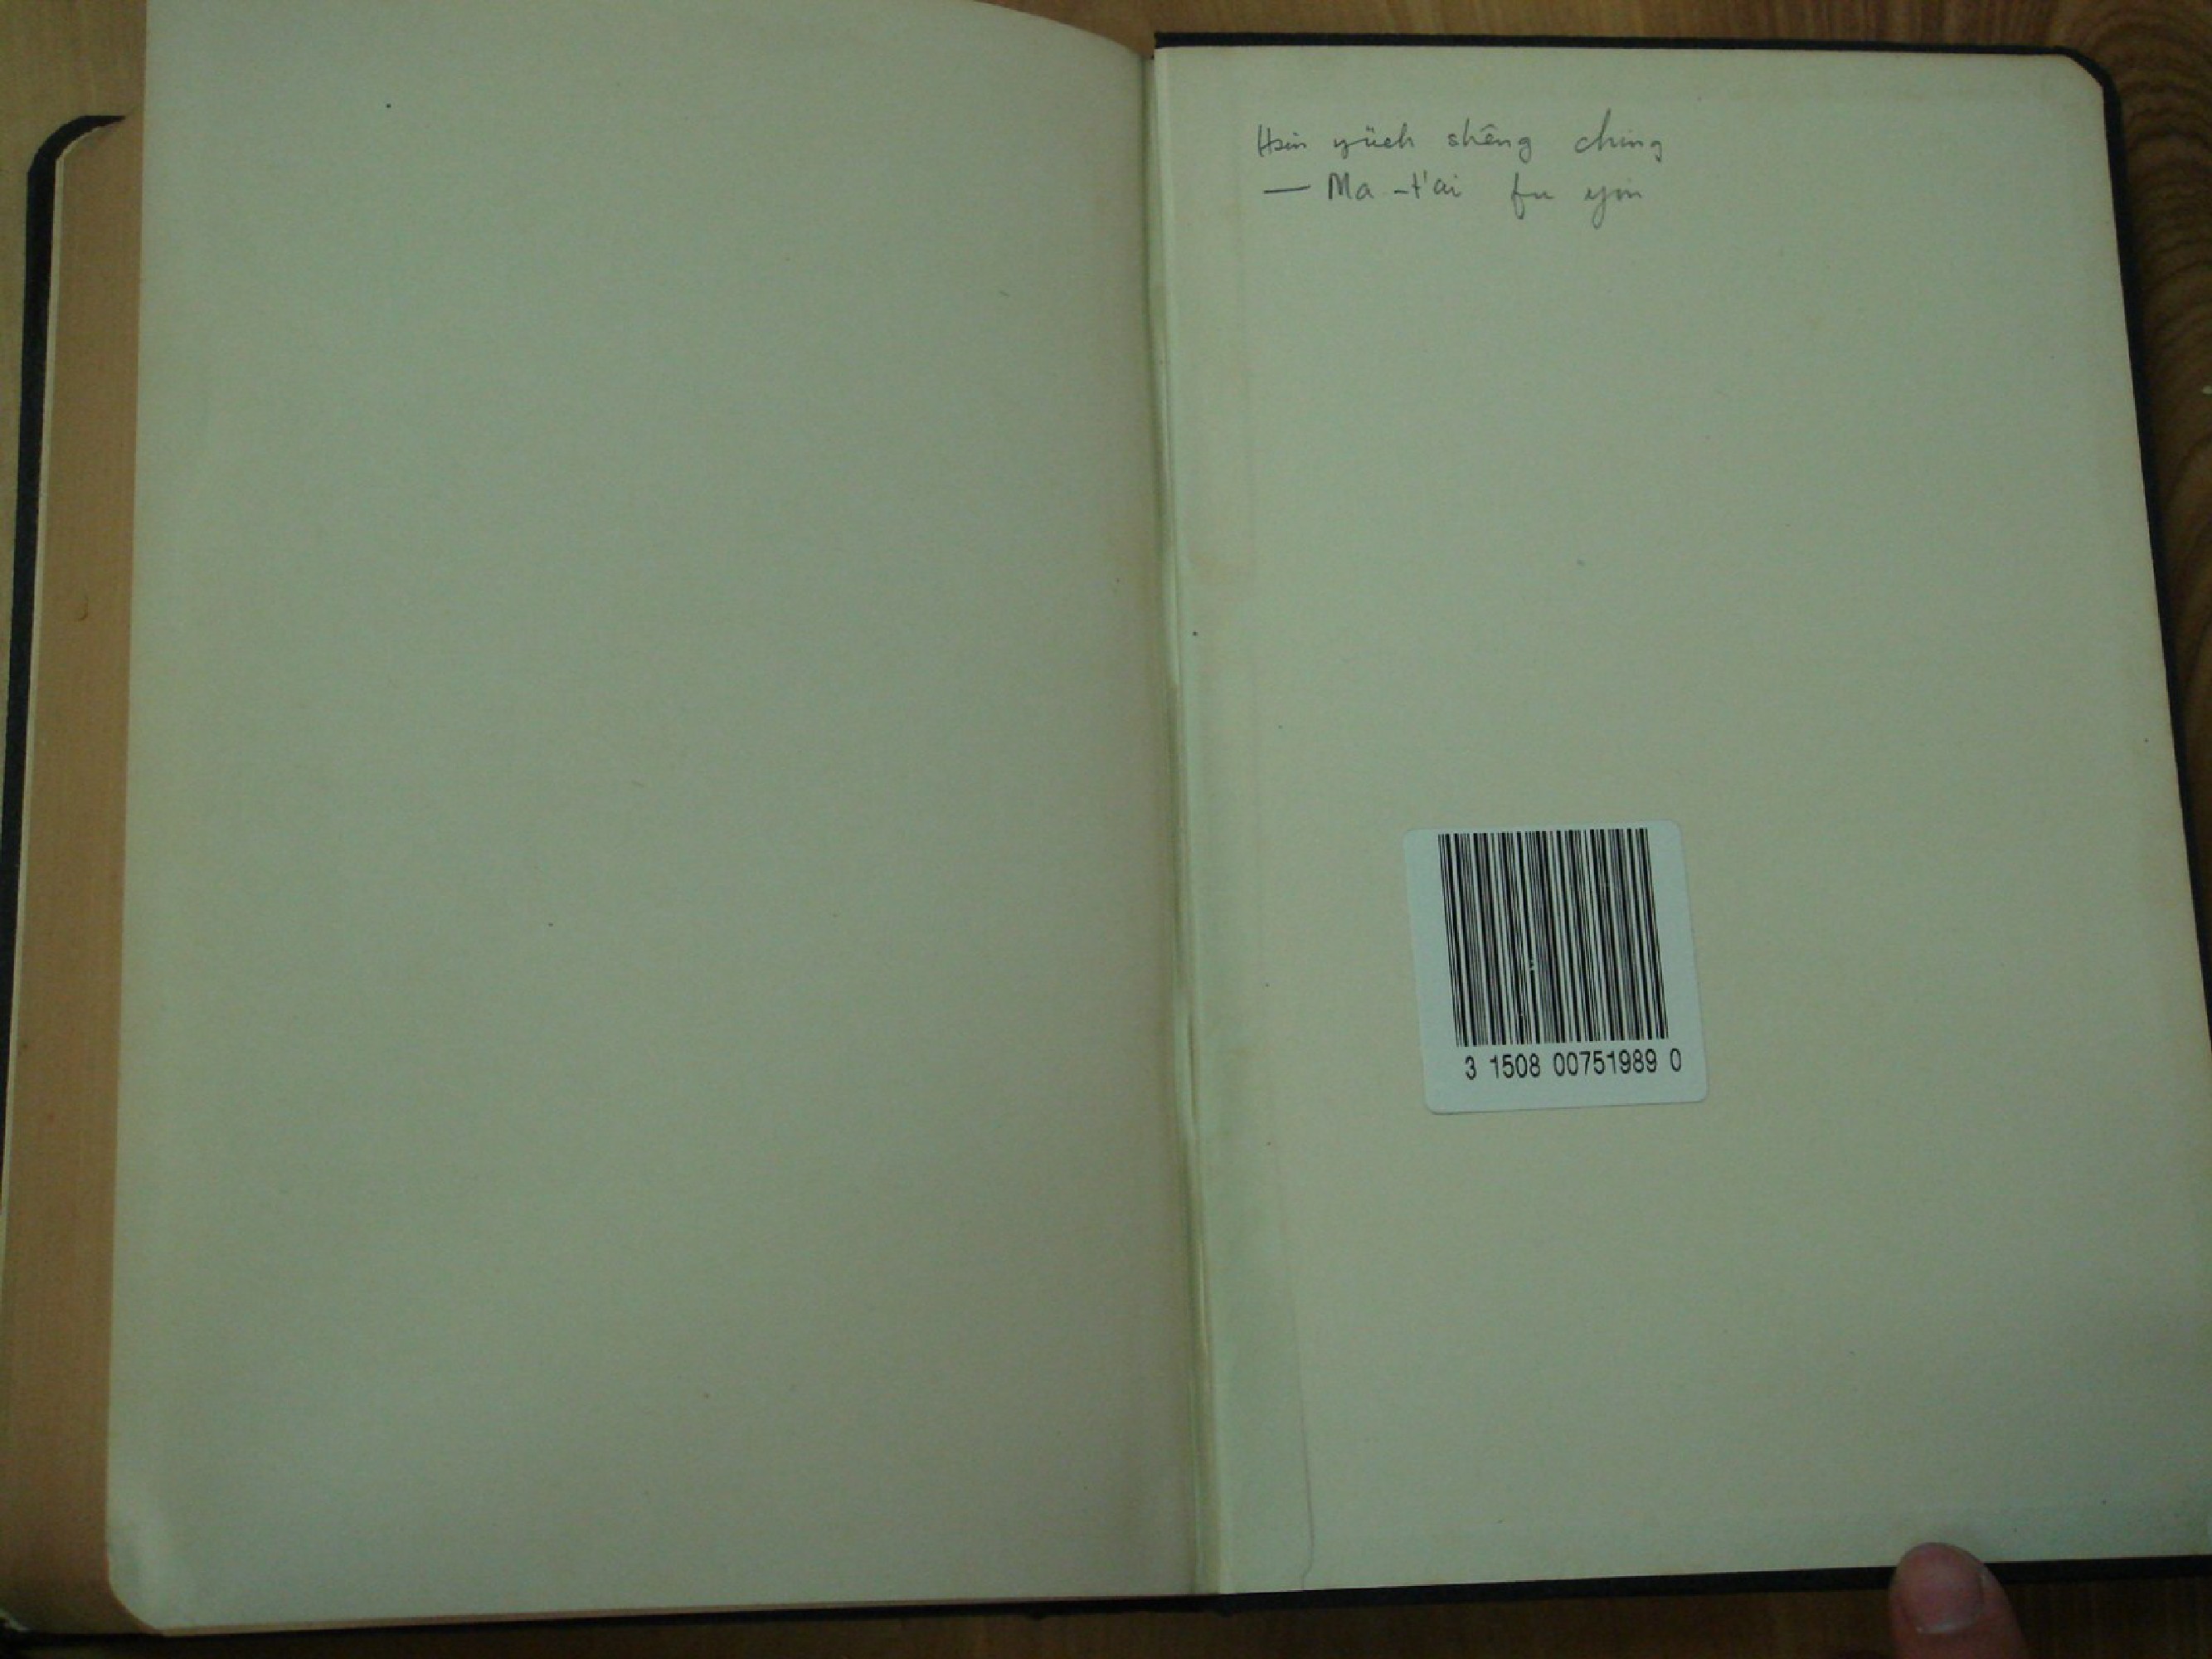 Hsin yüeh shêng ching
— Ma-t'ai fu yin
3 1508 00751989 0